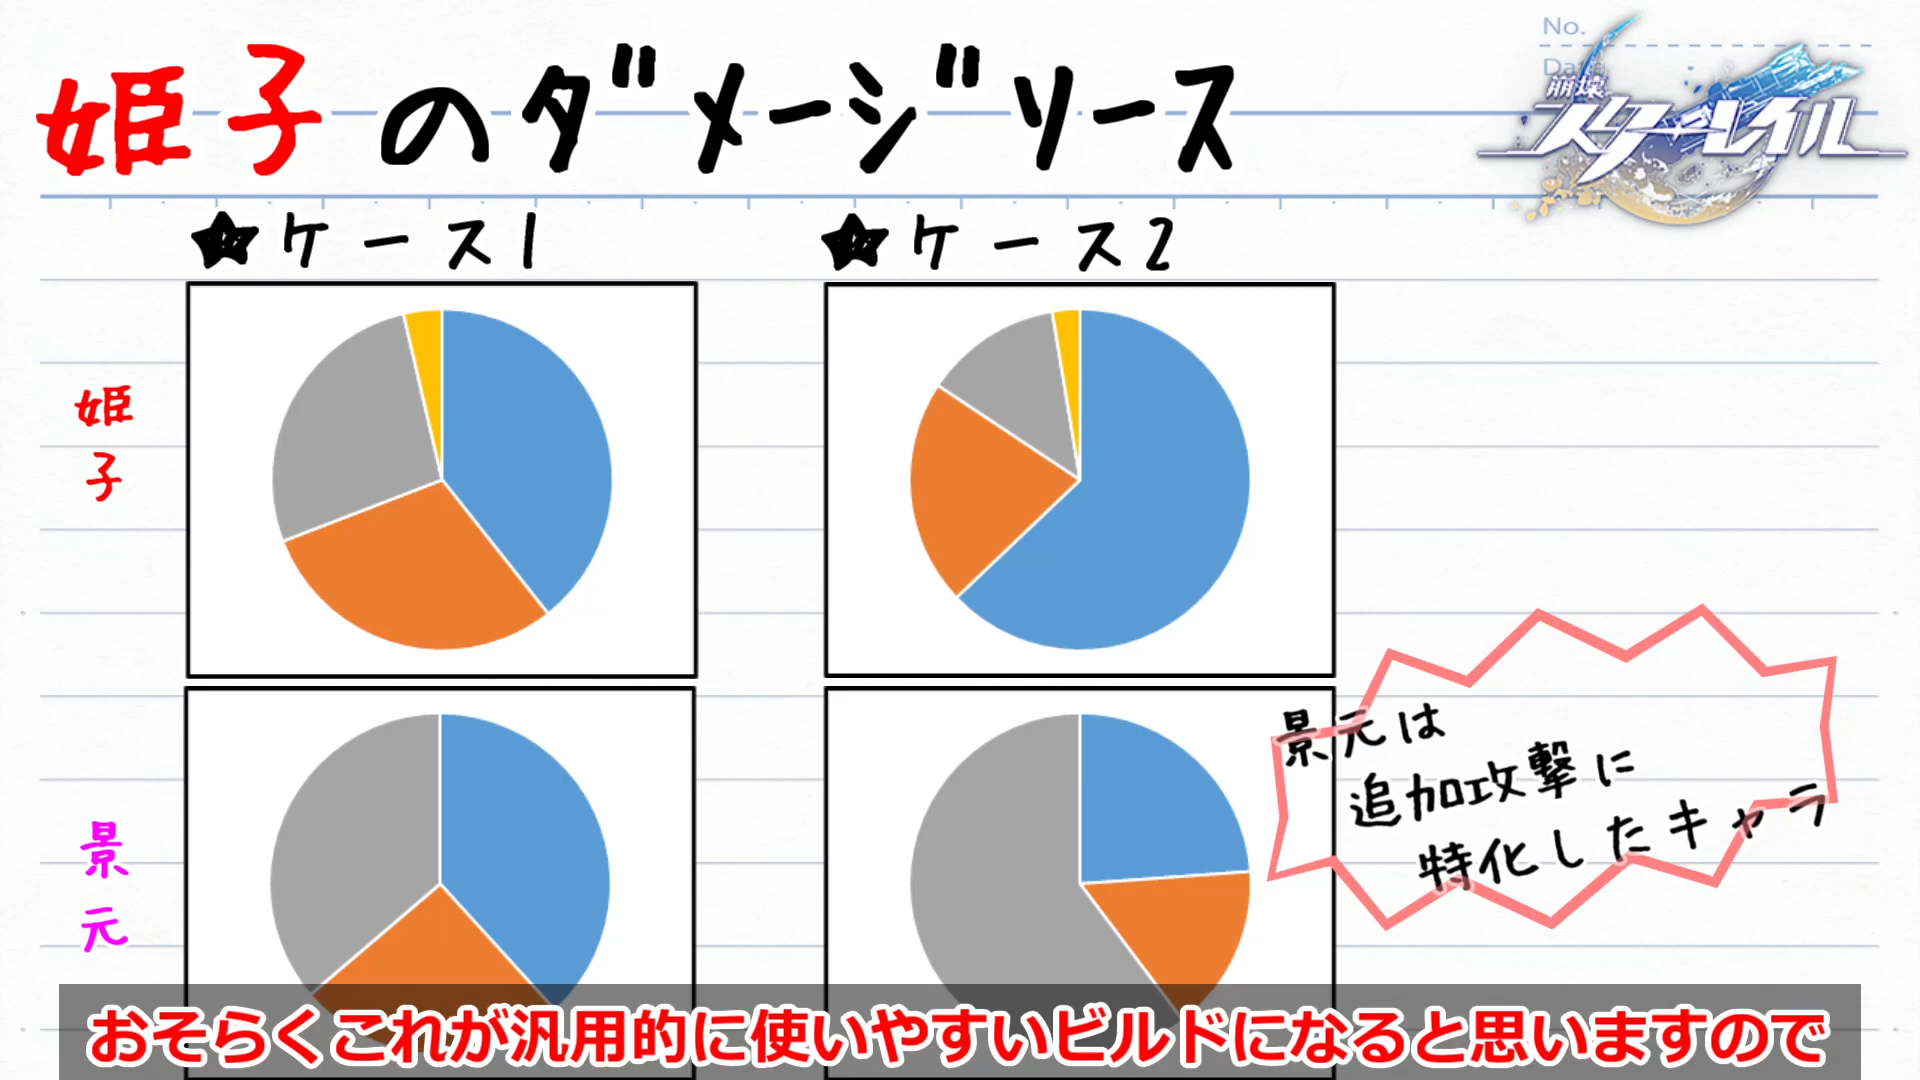 姫子のダメージソース
No.
Date
崩壊
スターレイル
★ケース1
★ケース2
姫子
景元
景元は
追加攻撃に
特化したキャラ
おそらくこれが汎用的に使いやすいビルドになると思いますので